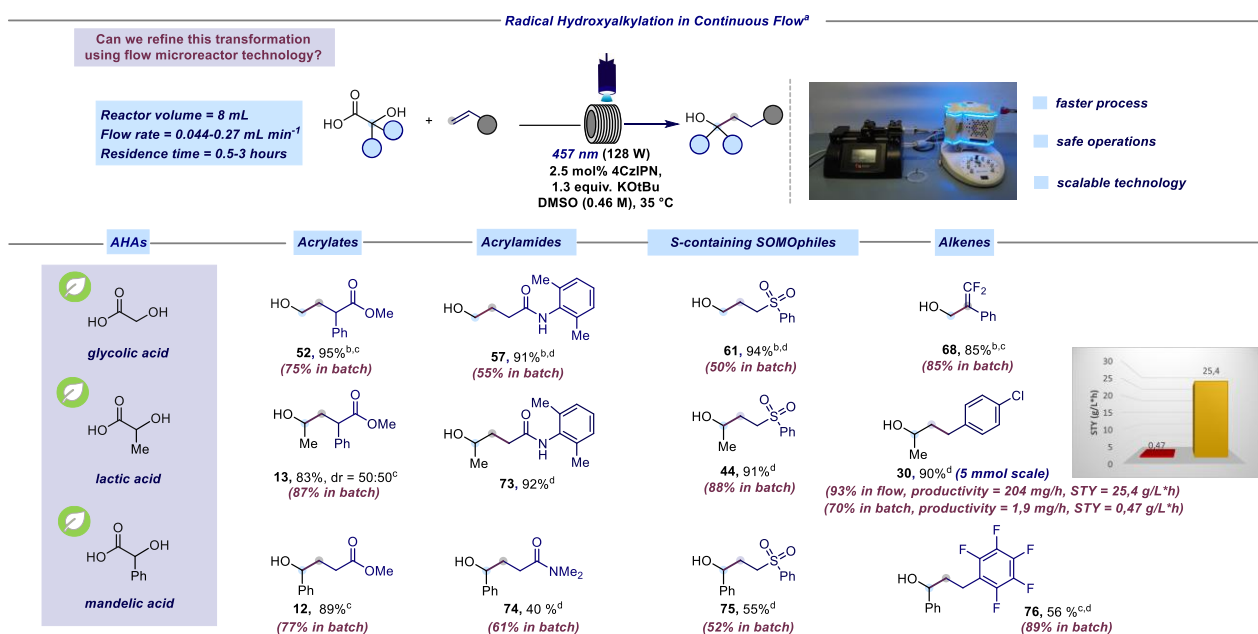 Radical Hydroxyalkylation in Continuous Flowᵃ
Can we refine this transformation
using flow microreactor technology?
Reactor volume = 8 mL
Flow rate = 0.044-0.27 mL min⁻¹
Residence time = 0.5-3 hours
O
OH
HO
+
457 nm (128 W)
2.5 mol% 4CzIPN,
1.3 equiv. KOtBu
DMSO (0.46 M), 35 °C
HO
faster process
safe operations
scalable technology
AHAs
Acrylates
Acrylamides
S-containing SOMOphiles
Alkenes
O
HO
OH
glycolic acid
HO
O
OMe
Ph
52, 95%ᵇ,ᶜ
(75% in batch)
Me
O
HO
N
H
Me
57, 91%ᵇ,ᵈ
(55% in batch)
O
O
HO
S
Ph
61, 94%ᵇ,ᵈ
(50% in batch)
CF₂
HO
Ph
68, 85%ᵇ,ᶜ
(85% in batch)
O
OH
HO
Me
lactic acid
HO
O
OMe
Me
Ph
13, 83%, dr = 50:50ᶜ
(87% in batch)
Me
O
HO
N
H
Me
Me
73, 92%ᵈ
O
O
HO
S
Ph
Me
44, 91%ᵈ
(88% in batch)
Cl
HO
Me
30, 90%ᵈ (5 mmol scale)
(93% in flow, productivity = 204 mg/h, STY = 25,4 g/L*h)
(70% in batch, productivity = 1,9 mg/h, STY = 0,47 g/L*h)
STY (g/L*h)
30
25
20
15
10
5
0
0,47
25,4
O
OH
HO
Ph
mandelic acid
HO
O
OMe
Ph
12, 89%ᶜ
(77% in batch)
HO
O
NMe₂
Ph
74, 40 %ᵈ
(61% in batch)
O
O
HO
S
Ph
Ph
75, 55%ᵈ
(52% in batch)
F
F
F
F
F
HO
Ph
76, 56 %ᶜ,ᵈ
(89% in batch)